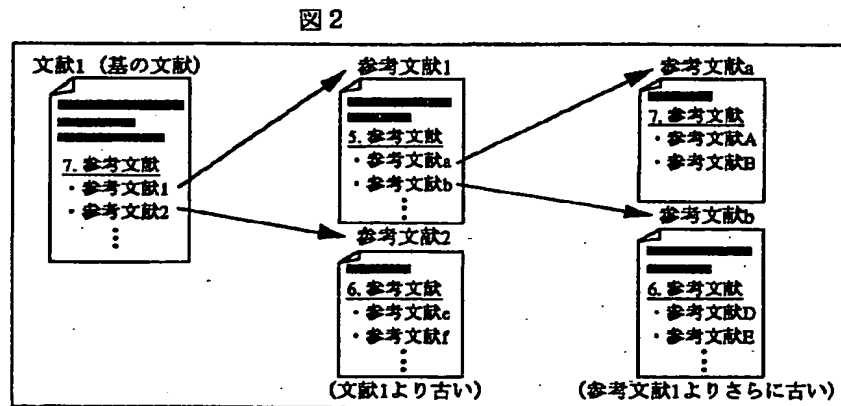 図2
文献1（基の文献）
7. 参考文献
・参考文献1
・参考文献2
参考文献1
5. 参考文献
・参考文献a
・参考文献b
参考文献2
6. 参考文献
・参考文献e
・参考文献f
（文献1より古い）
参考文献a
7. 参考文献
・参考文献A
・参考文献B
参考文献b
6. 参考文献
・参考文献D
・参考文献E
（参考文献1よりさらに古い）